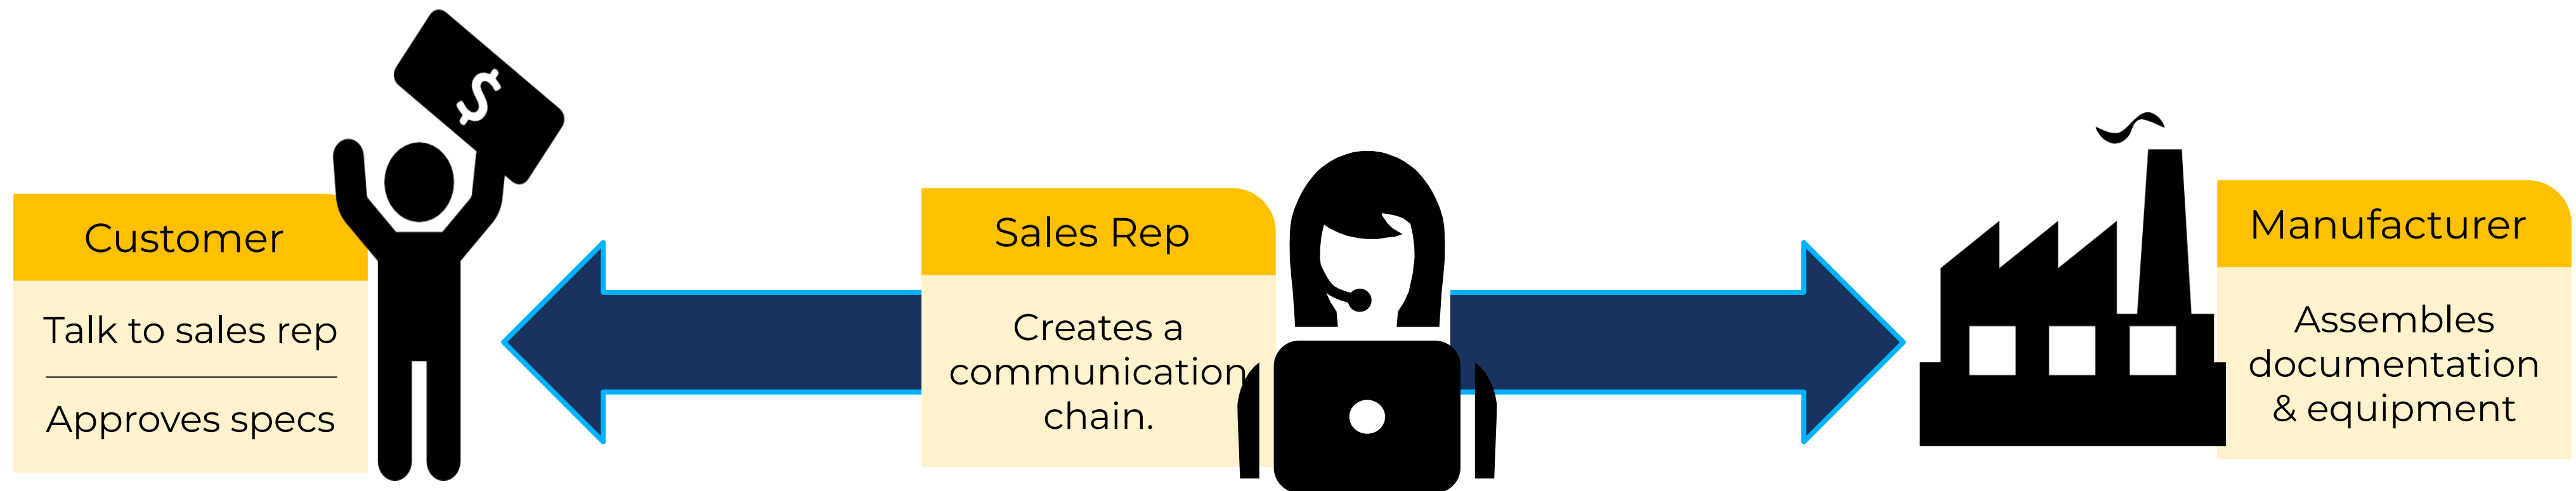 $
Customer
Talk to sales rep
Approves specs
Sales Rep
Creates a
communication
chain.
Manufacturer
Assembles
documentation
& equipment